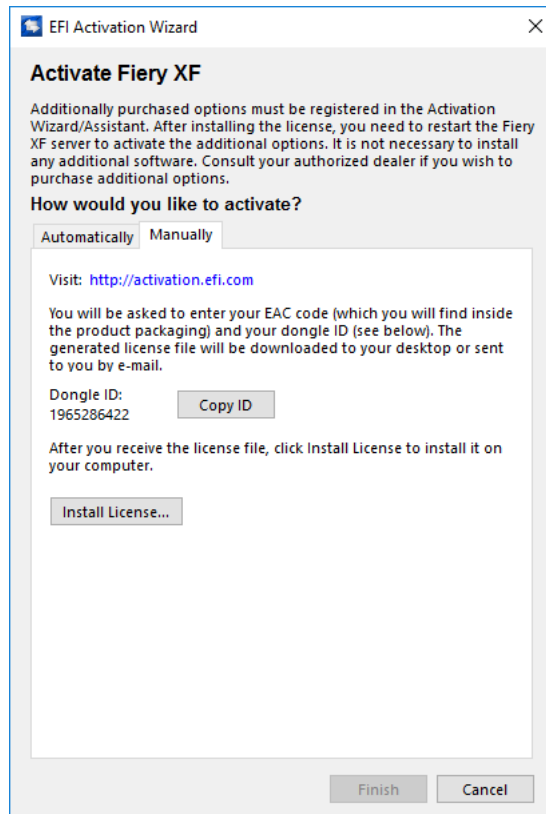 EFI Activation Wizard
Activate Fiery XF
Additionally purchased options must be registered in the Activation
Wizard/Assistant. After installing the license, you need to restart the Fiery
XF server to activate the additional options. It is not necessary to install
any additional software. Consult your authorized dealer if you wish to
purchase additional options.
How would you like to activate?
Automatically Manually
Visit: http://activation.efi.com
You will be asked to enter your EAC code (which you will find inside
the product packaging) and your dongle ID (see below). The
generated license file will be downloaded to your desktop or sent
to you by e-mail.
Dongle ID:
1965286422
Copy ID
After you receive the license file, click Install License to install it on
your computer.
Install License...
Finish Cancel